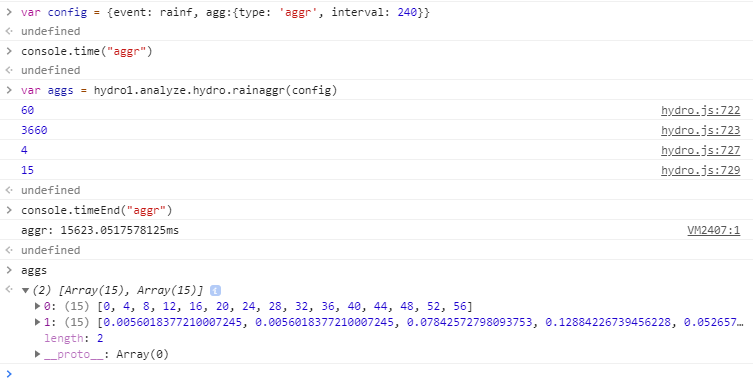 > var config = {event: rainf, agg:{type: 'aggr', interval: 240}}
undefined
> console.time("aggr")
undefined
> var aggs = hydro1.analyze.hydro.rainaggr(config)
60 hydro.js:722
3660 hydro.js:723
4 hydro.js:727
15 hydro.js:729
undefined
> console.timeEnd("aggr")
aggr: 15623.0517578125ms VM2407:1
undefined
> aggs
(2) [Array(15), Array(15)] i
0: (15) [0, 4, 8, 12, 16, 20, 24, 28, 32, 36, 40, 44, 48, 52, 56]
1: (15) [0.0056018377210007245, 0.0056018377210007245, 0.07842572798093753, 0.12884226739456228, 0.052657…
length: 2
__proto__: Array(0)
>